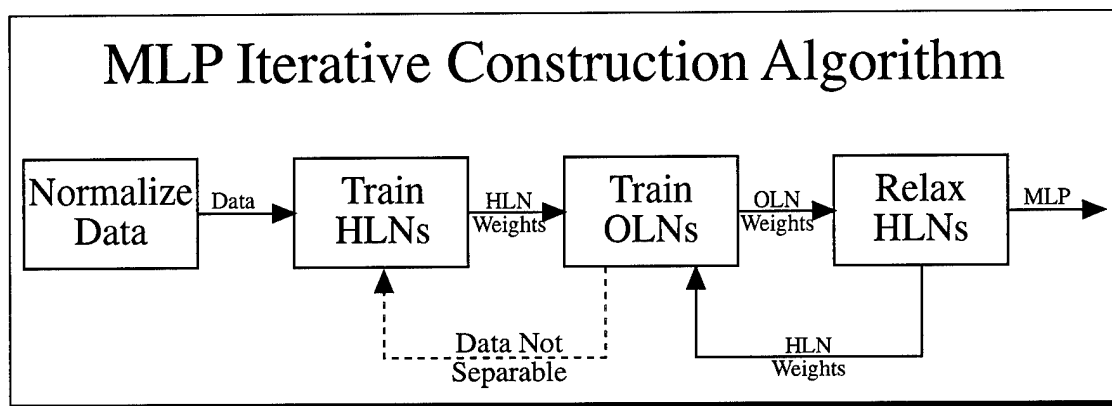 MLP Iterative Construction Algorithm
Normalize
Data
Data
Train
HLNs
HLN
Weights
Train
OLNs
OLN
Weights
Relax
HLNs
MLP
Data Not
Separable
HLN
Weights